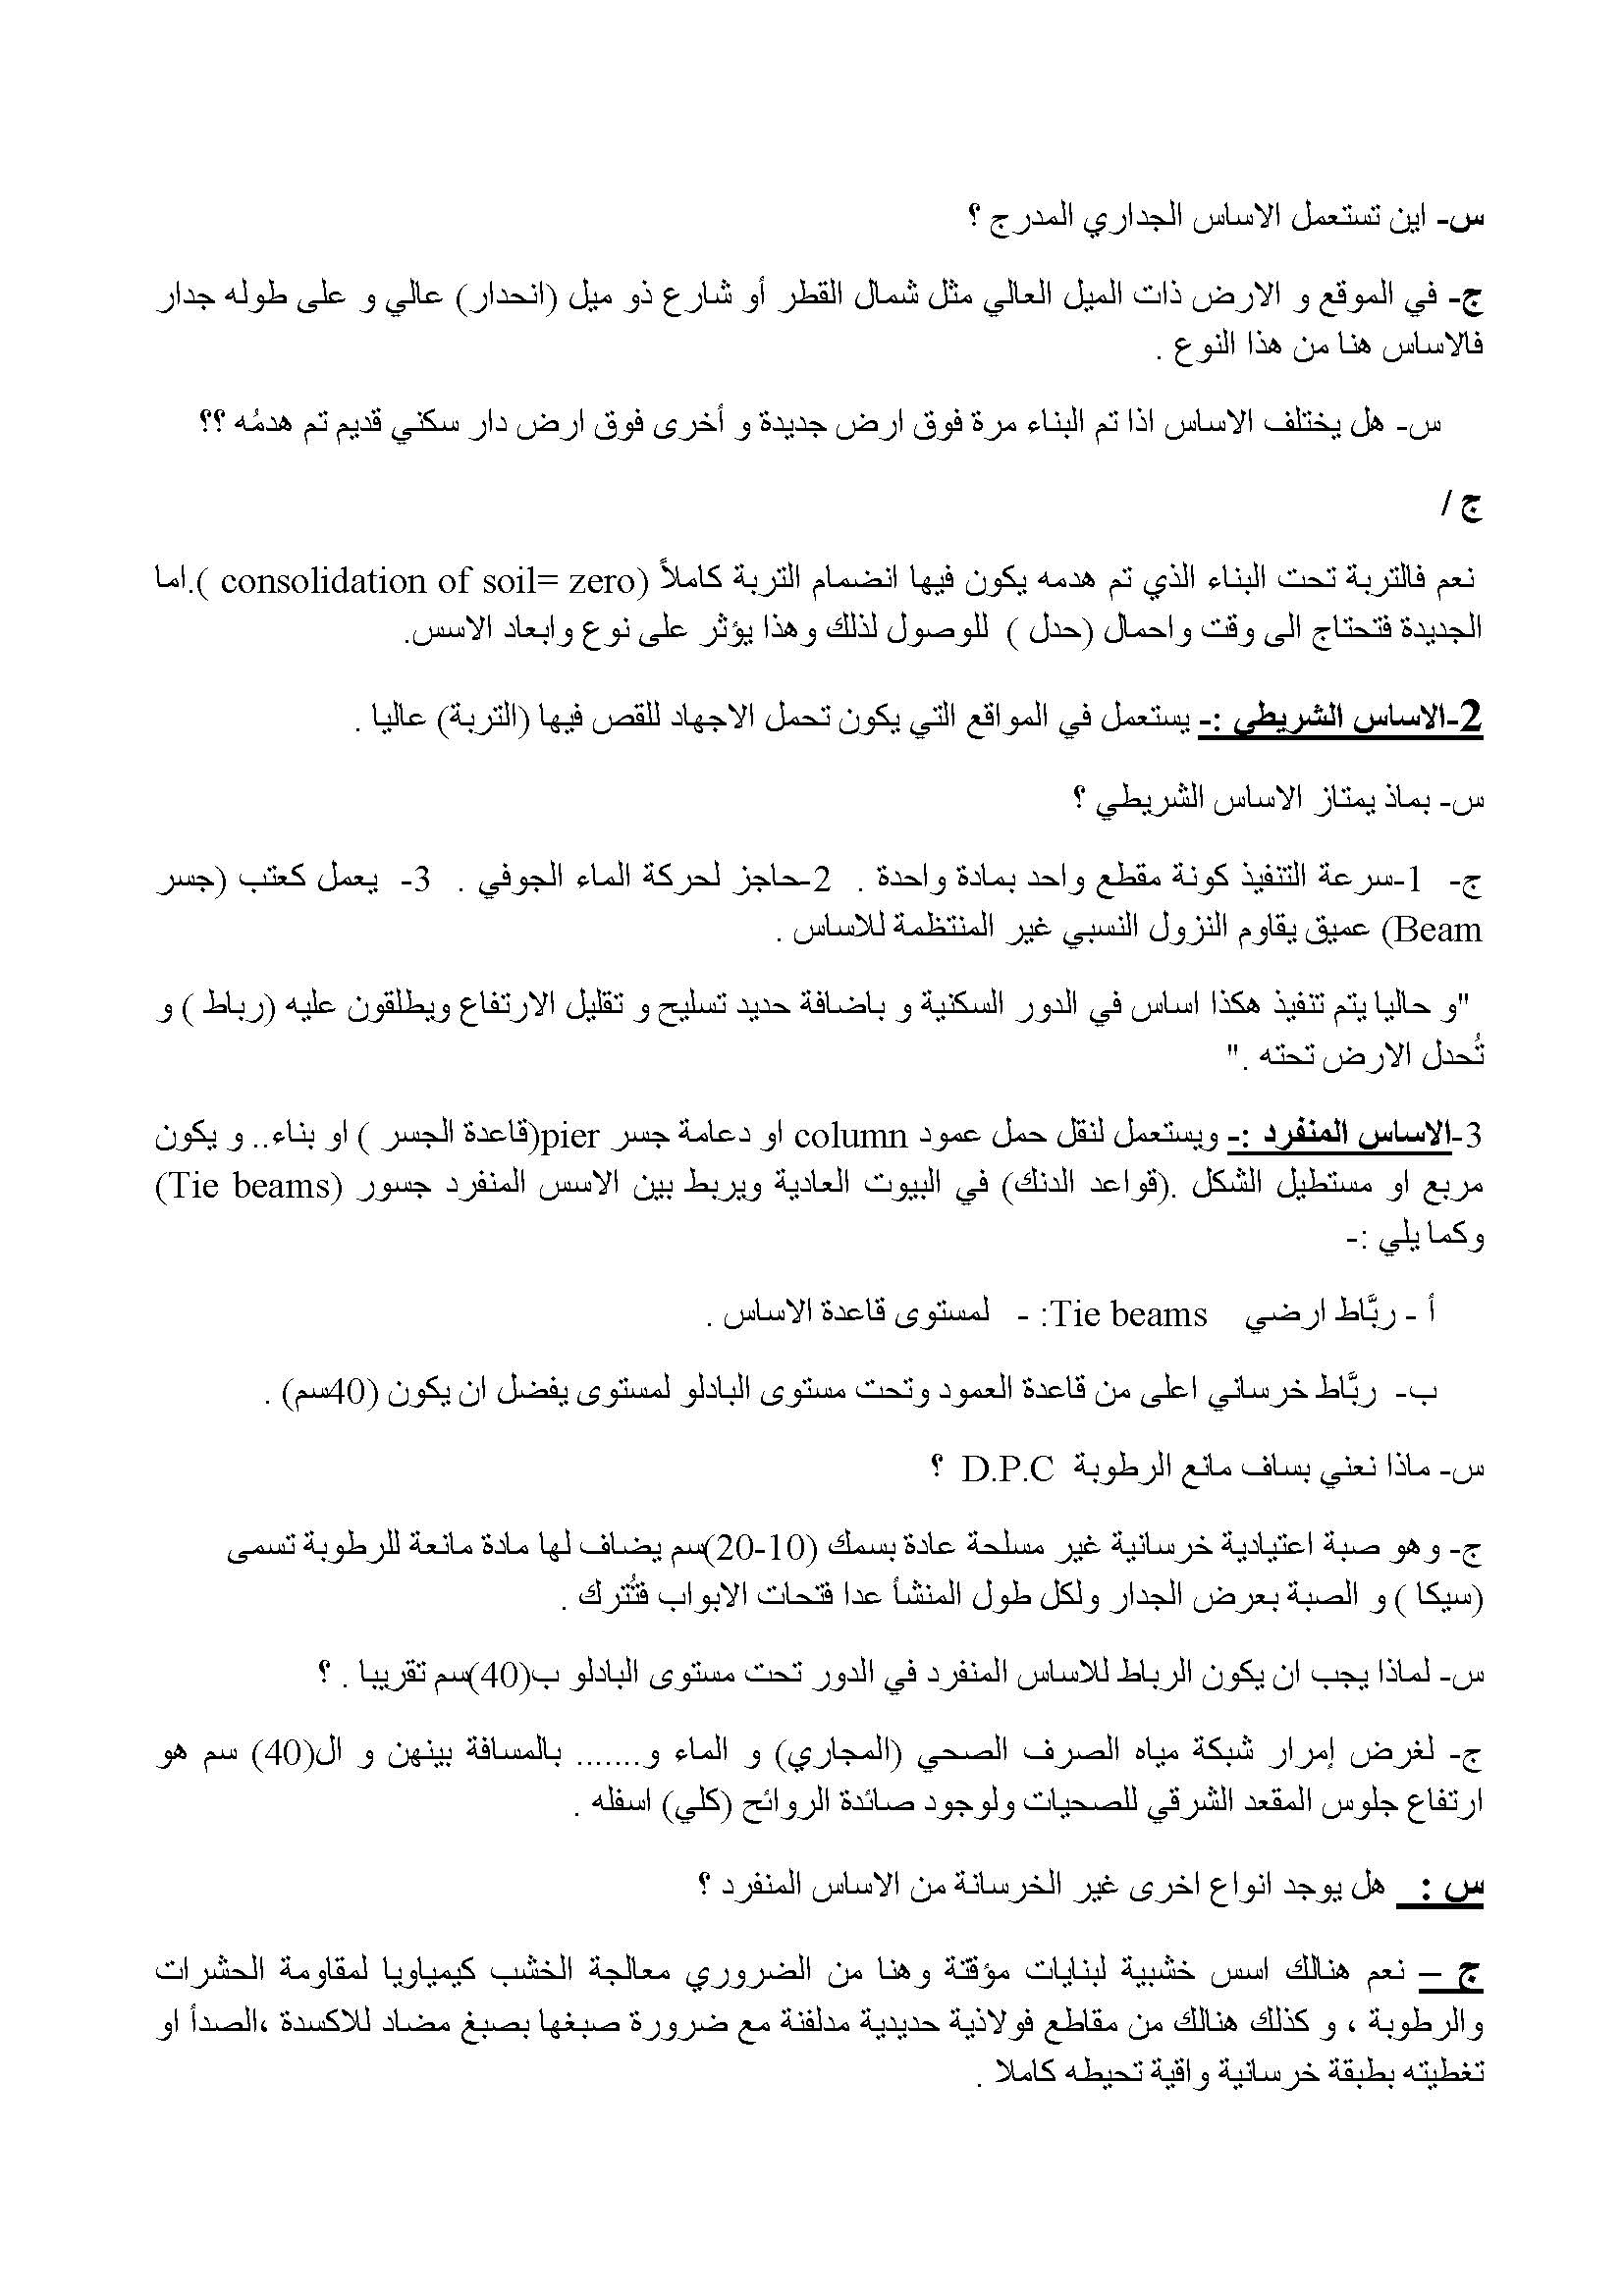 س- اين تستعمل الاساس الجداري المدرج ؟
ج- في الموقع و الارض ذات الميل العالي مثل شمال القطر أو شارع ذو ميل (انحدار) عالي و على طوله جدار
فالاساس هنا من هذا النوع .
س- هل يختلف الاساس اذا تم البناء مرة فوق ارض جديدة و أخرى فوق ارض دار سكني قديم تم هدمُه ؟؟
ج /
نعم فالتربة تحت البناء الذي تم هدمه يكون فيها انضمام التربة كاملاً (consolidation of soil= zero ).اما
الجديدة فتحتاج الى وقت واحمال (حدل ) للوصول لذلك وهذا يؤثر على نوع وابعاد الاسس.
2-الاساس الشريطي :- يستعمل في المواقع التي يكون تحمل الاجهاد للقص فيها (التربة) عاليا .
س- بماذ يمتاز الاساس الشريطي ؟
ج- 1-سرعة التنفيذ كونة مقطع واحد بمادة واحدة . 2-حاجز لحركة الماء الجوفي . 3- يعمل كعتب (جسر
Beam) عميق يقاوم النزول النسبي غير المنتظمة للاساس .
"و حاليا يتم تنفيذ هكذا اساس في الدور السكنية و باضافة حديد تسليح و تقليل الارتفاع ويطلقون عليه (رباط ) و
تُحدل الارض تحته ."
3-الاساس المنفرد :- ويستعمل لنقل حمل عمود column او دعامة جسر pier(قاعدة الجسر ) او بناء.. و يكون
مربع او مستطيل الشكل .(قواعد الدنك) في البيوت العادية ويربط بين الاسس المنفرد جسور (Tie beams)
وكما يلي :-
أ - ربَّاط ارضي Tie beams: - لمستوى قاعدة الاساس .
ب- ربَّاط خرساني اعلى من قاعدة العمود وتحت مستوى البادلو لمستوى يفضل ان يكون (40سم) .
س- ماذا نعني بساف مانع الرطوبة D.P.C ؟
ج- وهو صبة اعتيادية خرسانية غير مسلحة عادة بسمك (10-20)سم يضاف لها مادة مانعة للرطوبة تسمى
(سيكا ) و الصبة بعرض الجدار ولكل طول المنشأ عدا فتحات الابواب فتُترك .
س- لماذا يجب ان يكون الرباط للاساس المنفرد في الدور تحت مستوى البادلو ب(40)سم تقريبا . ؟
ج- لغرض إمرار شبكة مياه الصرف الصحي (المجاري) و الماء و....... بالمسافة بينهن و ال(40) سم هو
ارتفاع جلوس المقعد الشرقي للصحيات ولوجود صائدة الروائح (كلي) اسفله .
س : هل يوجد انواع اخرى غير الخرسانة من الاساس المنفرد ؟
ج – نعم هنالك اسس خشبية لبنايات مؤقتة وهنا من الضروري معالجة الخشب كيمياويا لمقاومة الحشرات
والرطوبة ، و كذلك هنالك من مقاطع فولاذية حديدية مدلفنة مع ضرورة صبغها بصبغ مضاد للاكسدة ،الصدأ او
تغطيته بطبقة خرسانية واقية تحيطه كاملا .